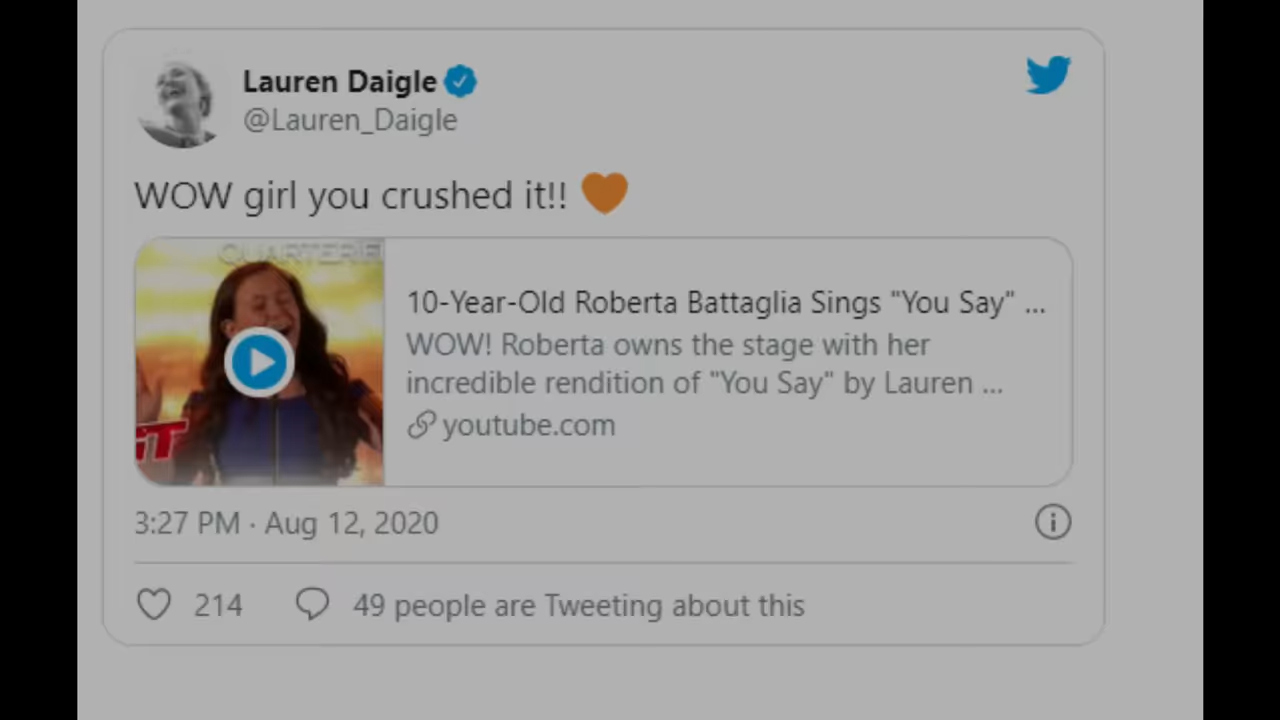 Lauren Daigle
@Lauren_Daigle
WOW girl you crushed it!! 🧡
QUARTERFI
10-Year-Old Roberta Battaglia Sings "You Say" ...
WOW! Roberta owns the stage with her
incredible rendition of "You Say" by Lauren ...
youtube.com
3:27 PM · Aug 12, 2020
214 49 people are Tweeting about this